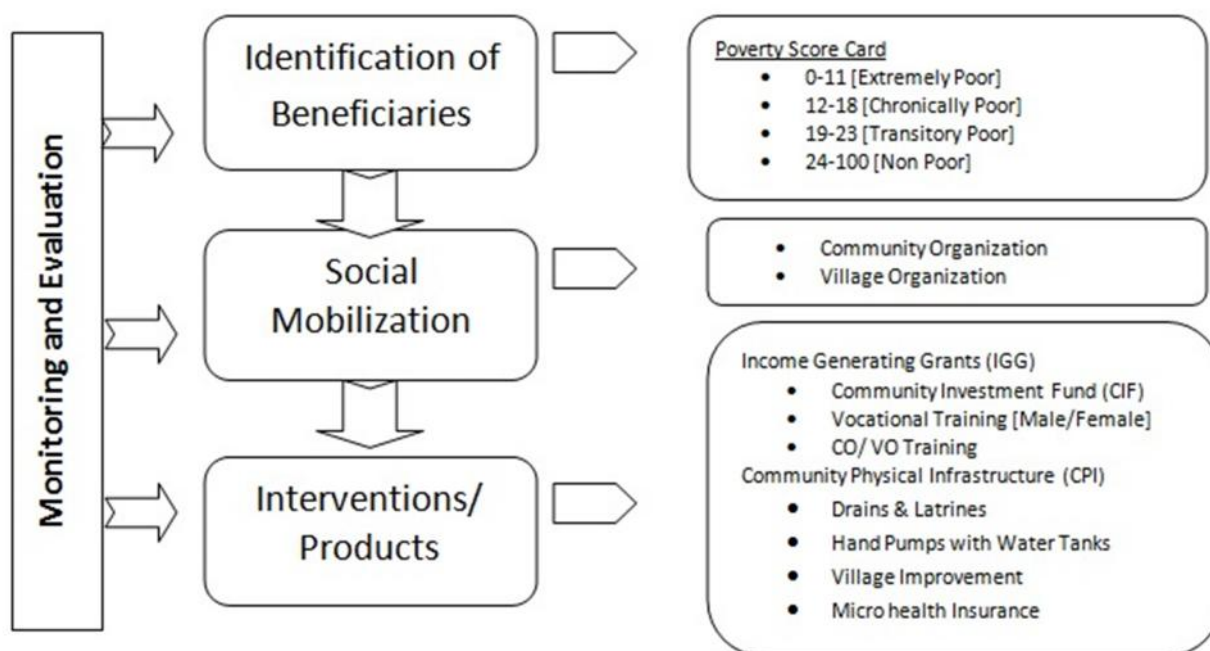 Monitoring and Evaluation
Identification of
Beneficiaries
Poverty Score Card
• 0-11 [Extremely Poor]
• 12-18 [Chronically Poor]
• 19-23 [Transitory Poor]
• 24-100 [Non Poor]
Social
Mobilization
• Community Organization
• Village Organization
Interventions/
Products
Income Generating Grants (IGG)
• Community Investment Fund (CIF)
• Vocational Training [Male/Female]
• CO/ VO Training
Community Physical Infrastructure (CPI)
• Drains & Latrines
• Hand Pumps with Water Tanks
• Village Improvement
• Micro health Insurance